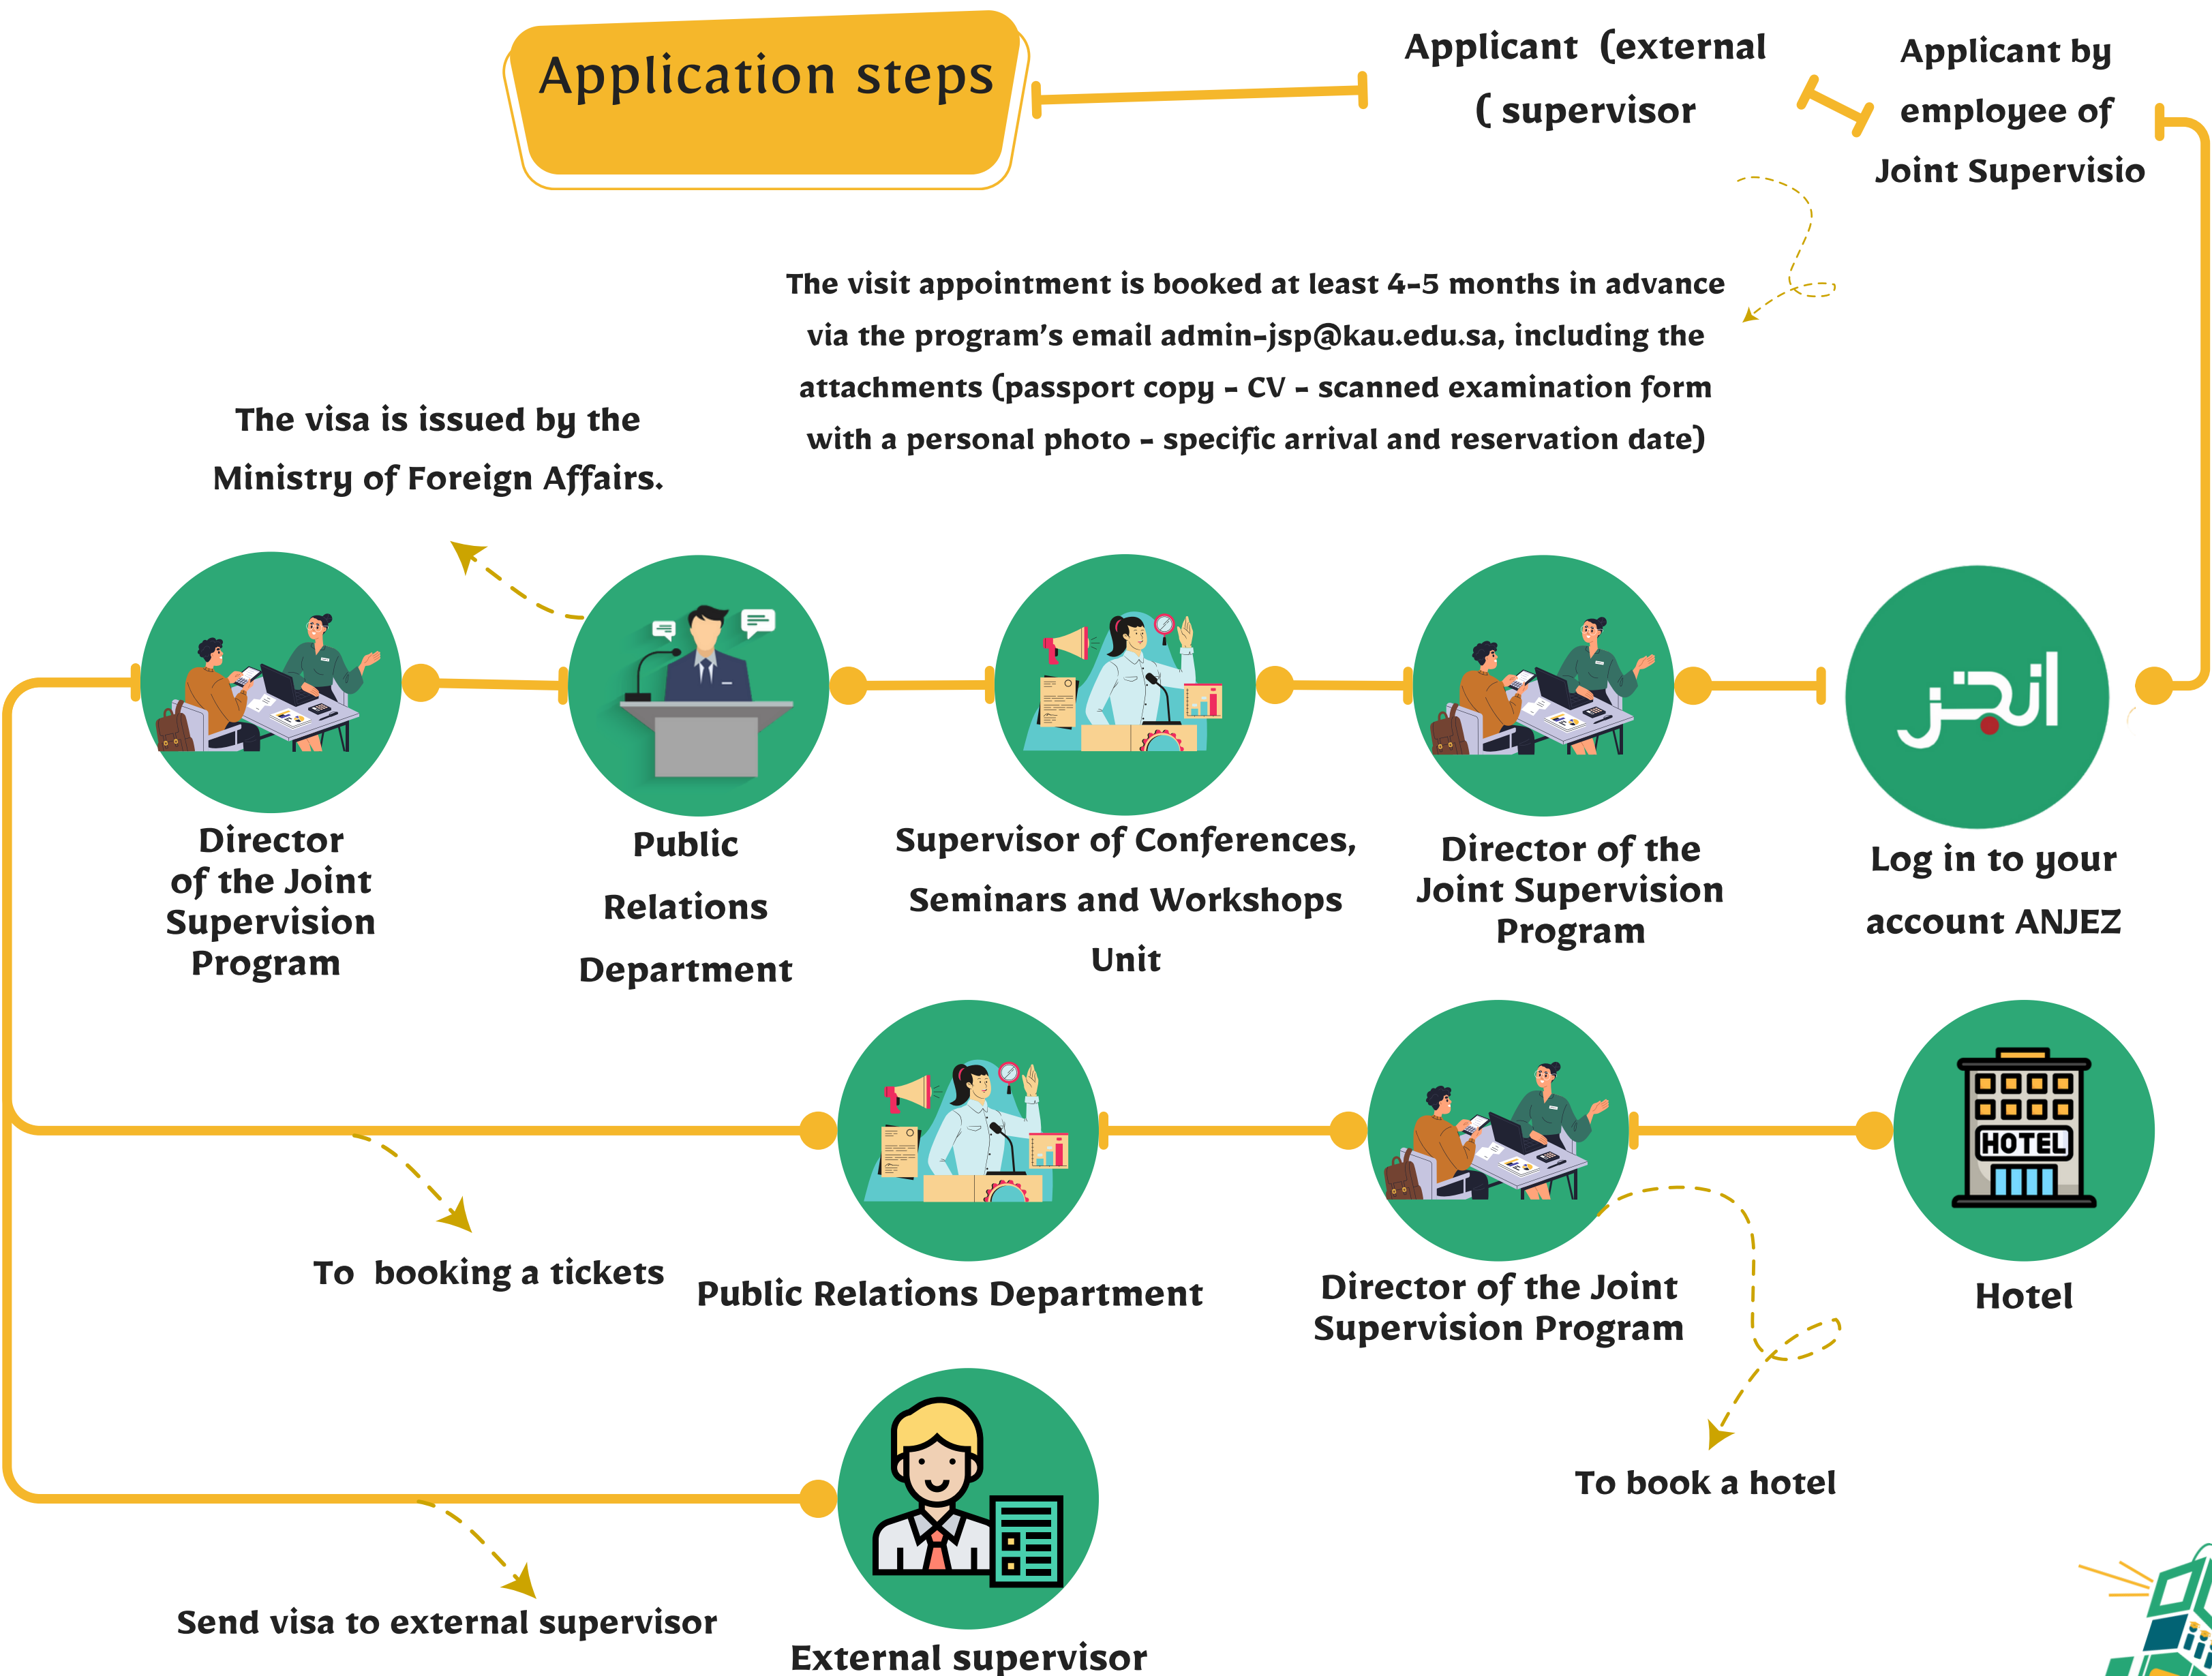 Application steps
Applicant (external
( supervisor
Applicant by
employee of
Joint Supervisio
The visit appointment is booked at least 4-5 months in advance
via the program's email admin-jsp@kau.edu.sa, including the
attachments (passport copy - CV - scanned examination form
with a personal photo - specific arrival and reservation date)
The visa is issued by the
Ministry of Foreign Affairs.
انجز
Director
of the Joint
Supervision
Program
Public
Relations
Department
Supervisor of Conferences,
Seminars and Workshops
Unit
Director of the
Joint Supervision
Program
Log in to your
account ANJEZ
HOTEL
To booking a tickets
Public Relations Department
Director of the Joint
Supervision Program
Hotel
To book a hotel
Send visa to external supervisor
External supervisor